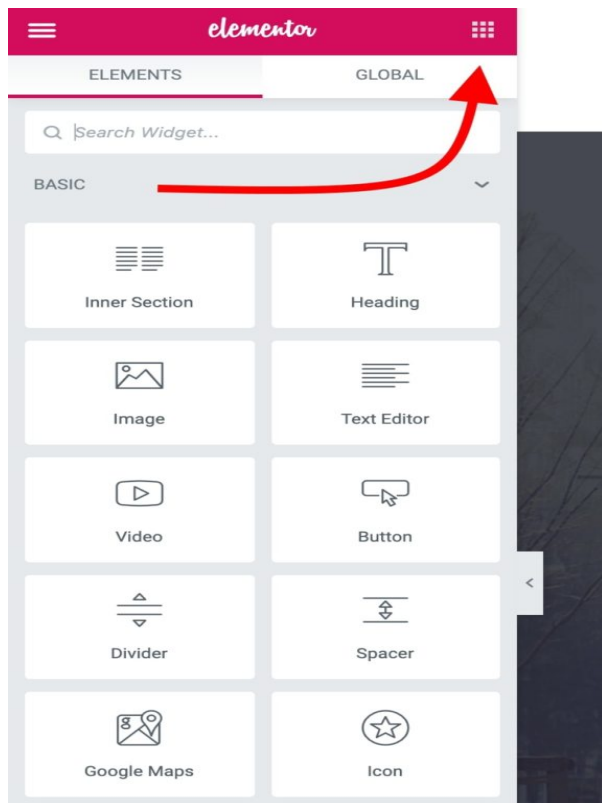 elementor
ELEMENTS GLOBAL
Search Widget...
BASIC
Inner Section Heading
Image Text Editor
Video Button
Divider Spacer
Google Maps Icon